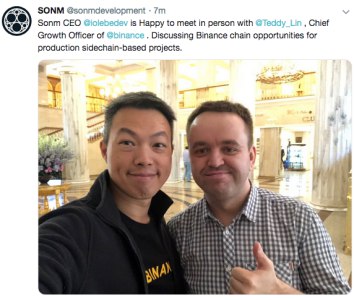 SONM @sonmdevelopment · 7m
Sonm CEO @iolebedev is Happy to meet in person with @Teddy_Lin , Chief
Growth Officer of @binance . Discussing Binance chain opportunities for
production sidechain-based projects.
BINAN